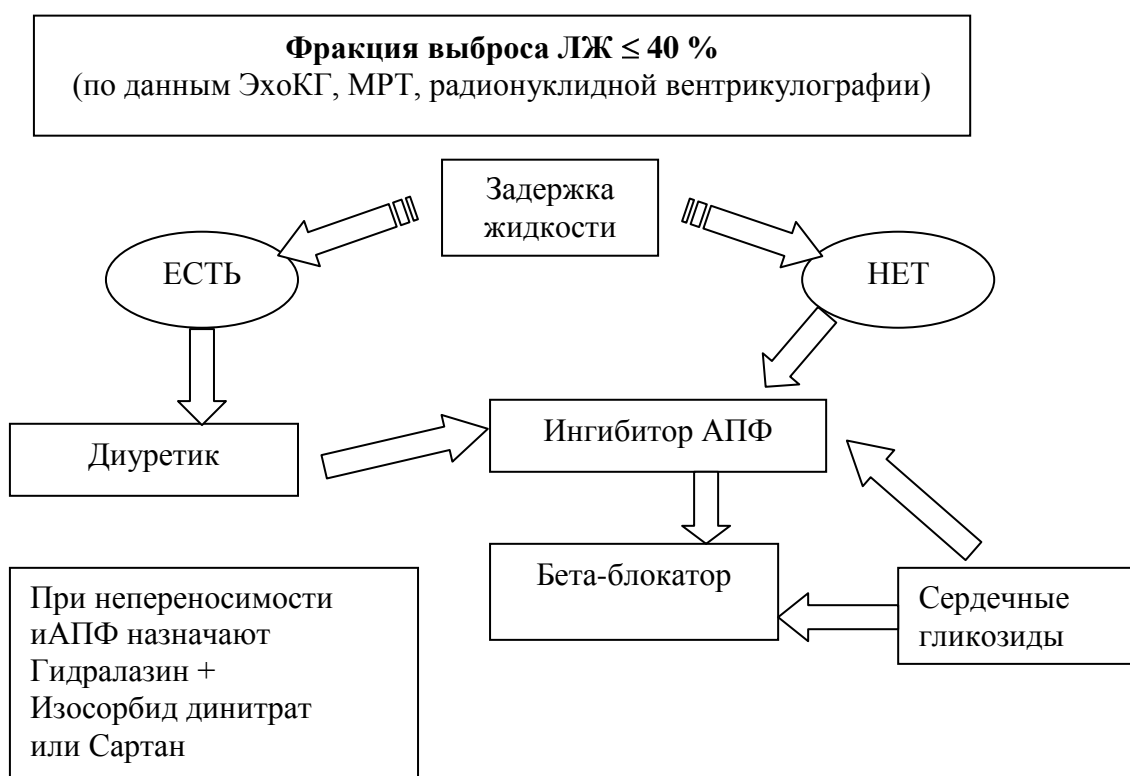 Фракция выброса ЛЖ ≤ 40 %
(по данным ЭхоКГ, МРТ, радионуклидной вентрикулографии)
Задержка
жидкости
ЕСТЬ
НЕТ
Диуретик
Ингибитор АПФ
Бета-блокатор
Сердечные
гликозиды
При непереносимости
иАПФ назначают
Гидралазин +
Изосорбид динитрат
или Сартан